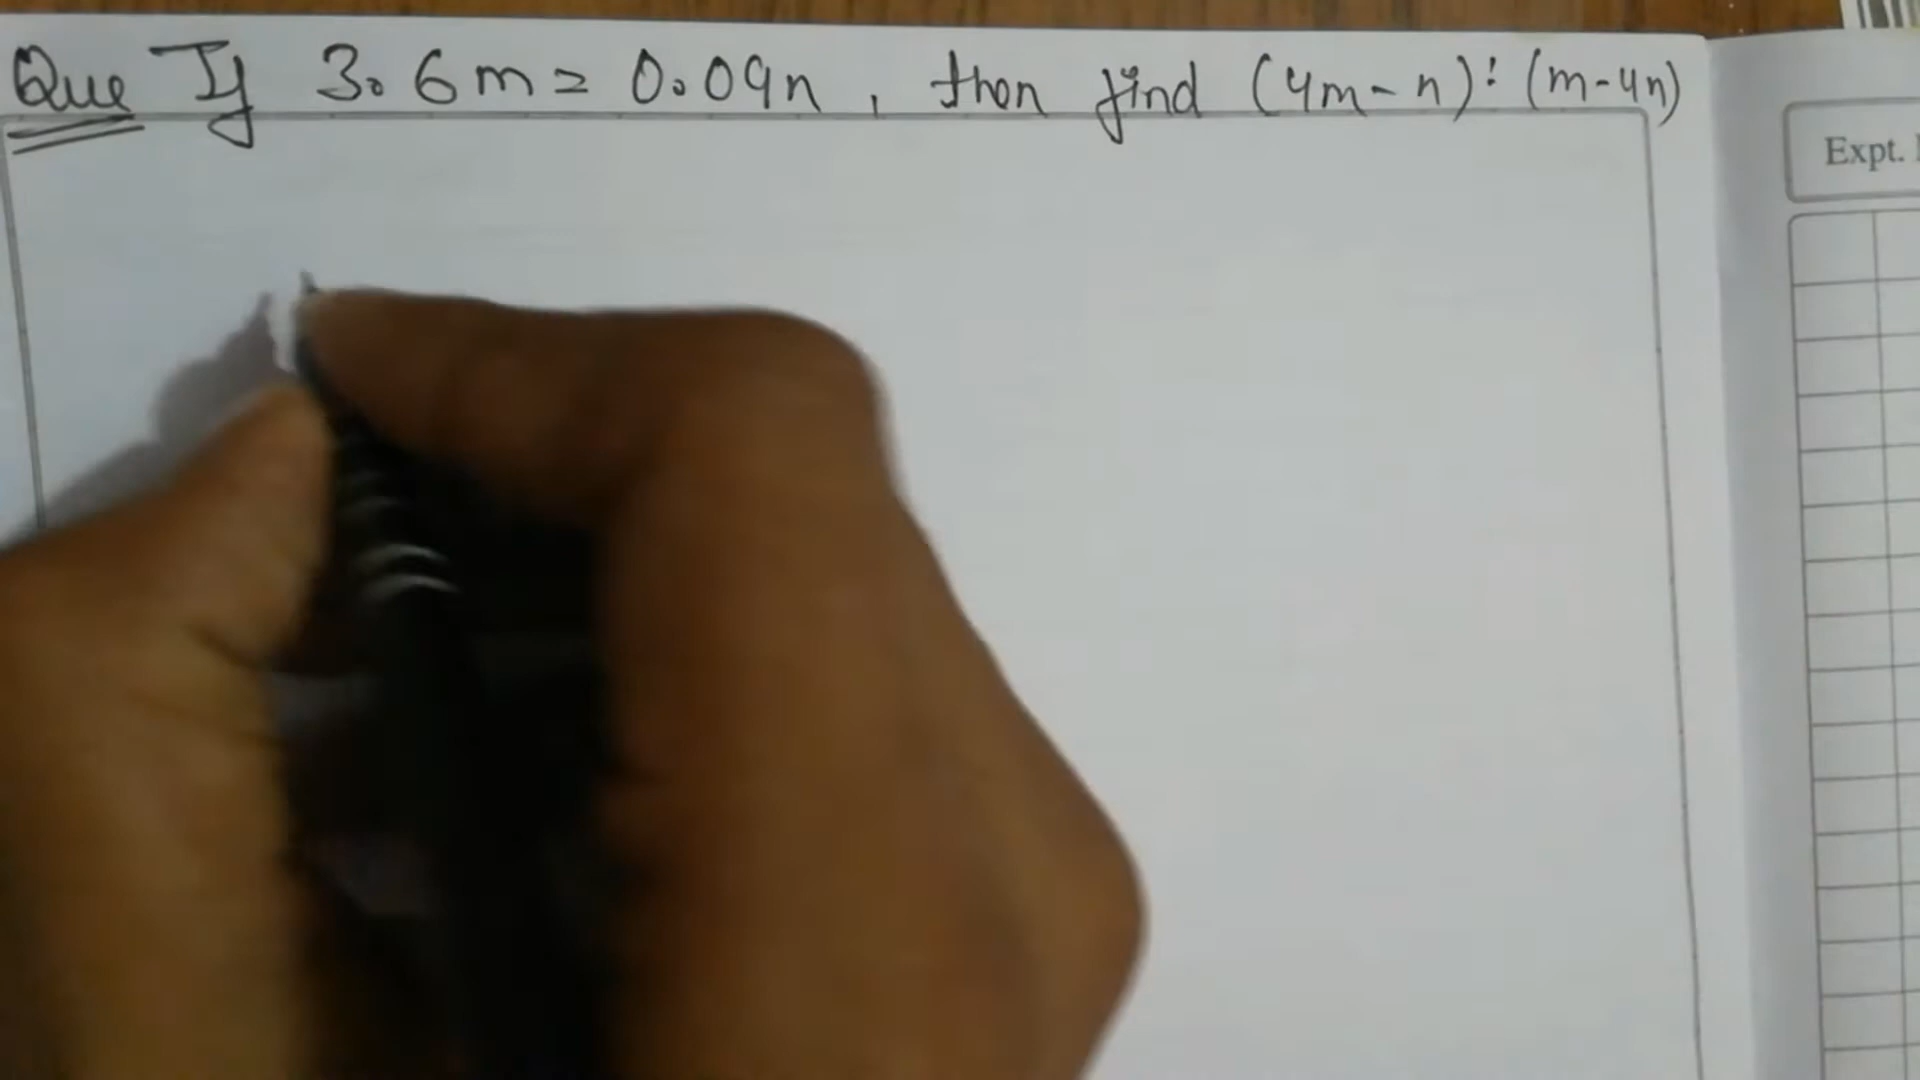 Que If 3.6m = 0.09n, then find (4m-n):(m-4n)
Expt.